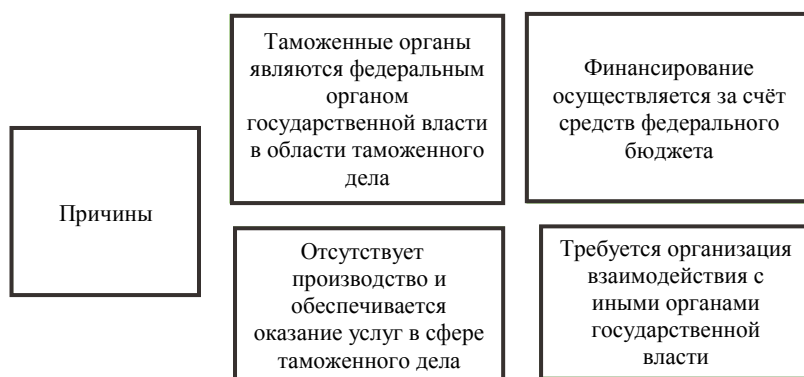 Причины
Таможенные органы
являются федеральным
органом
государственной власти
в области таможенного
дела
Финансирование
осуществляется за счёт
средств федерального
бюджета
Отсутствует
производство и
обеспечивается
оказание услуг в сфере
таможенного дела
Требуется организация
взаимодействия с
иными органами
государственной
власти